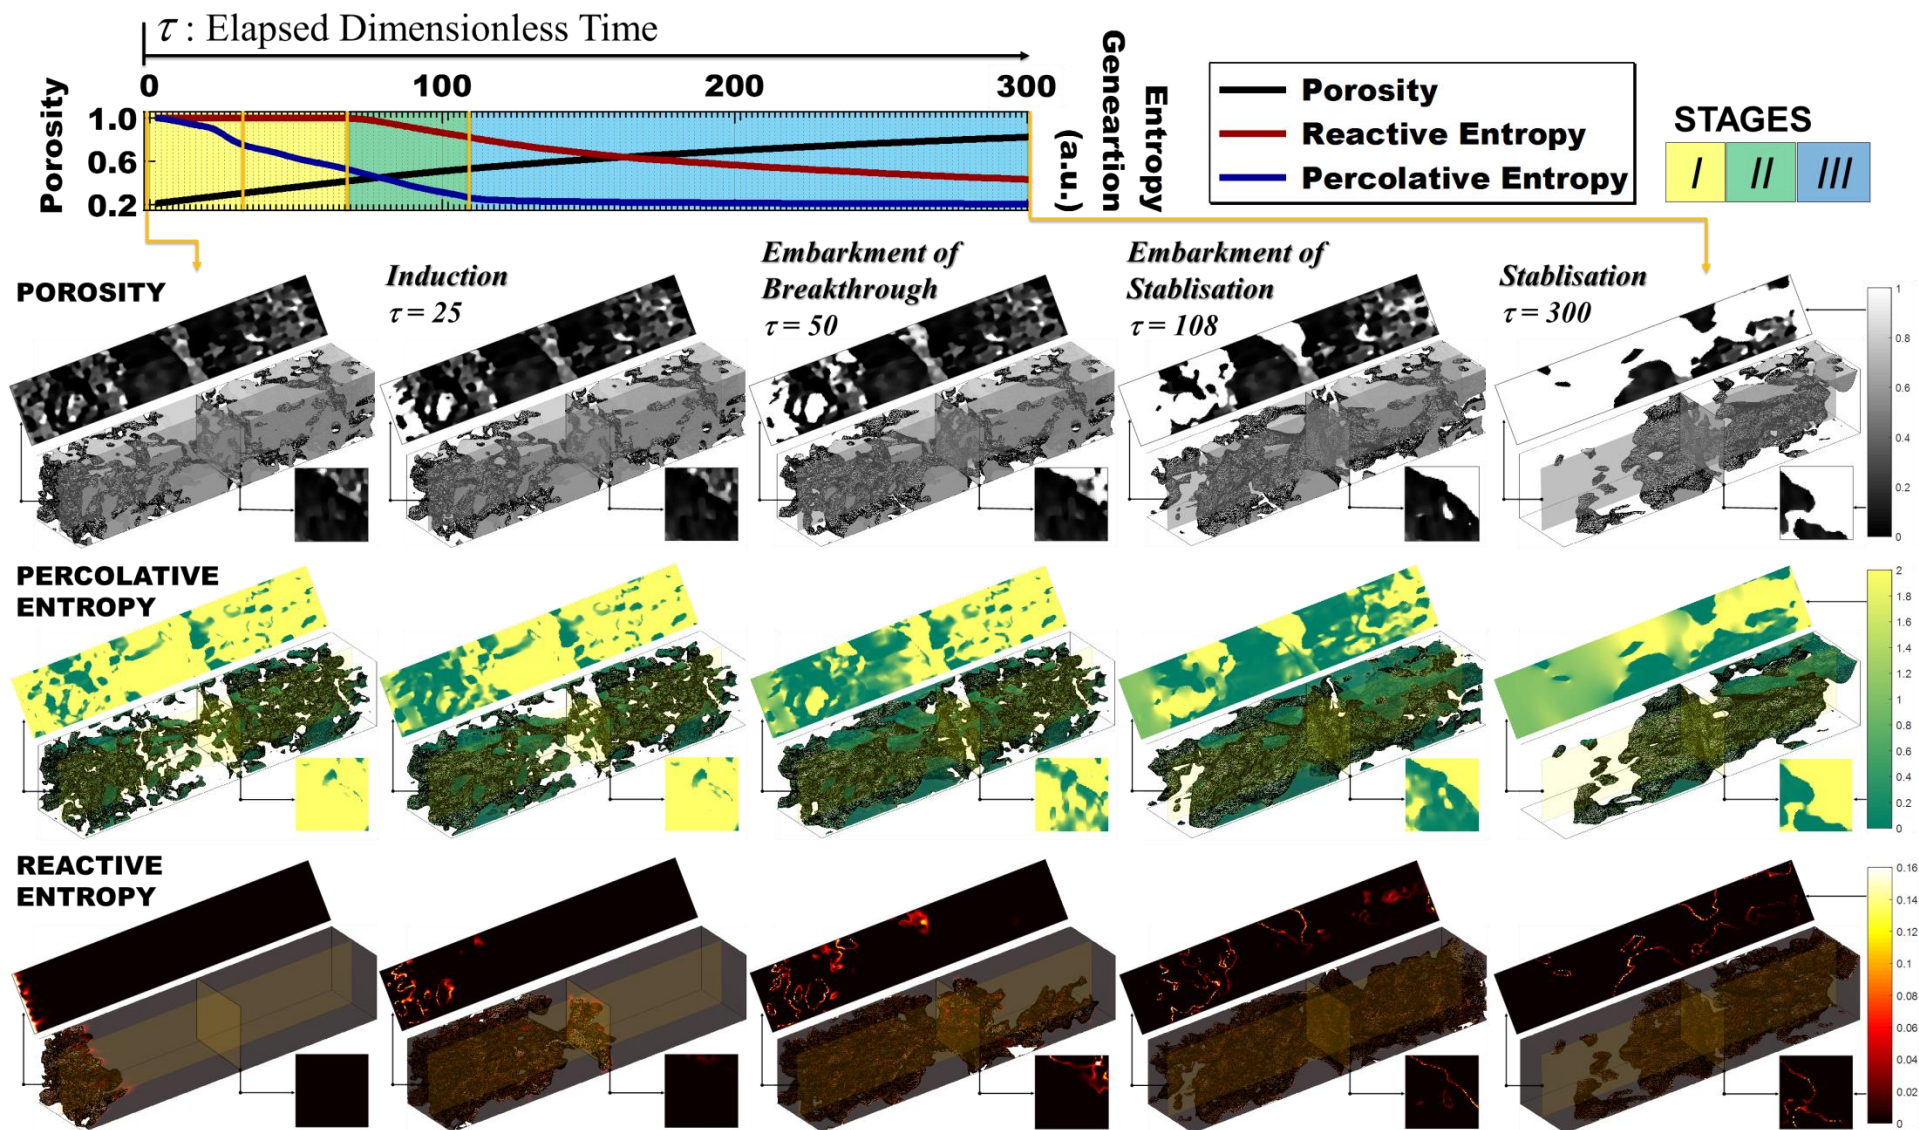 τ : Elapsed Dimensionless Time
0 100 200 300
Porosity
1.0
0.6
0.2
Entropy
Geneartion
(a.u.)
Porosity
Reactive Entropy
Percolative Entropy
STAGES
I II III
POROSITY
Induction
τ = 25
Embarkment of
Breakthrough
τ = 50
Embarkment of
Stablisation
τ = 108
Stablisation
τ = 300
1
0.8
0.6
0.4
0.2
0
PERCOLATIVE
ENTROPY
2
1.8
1.6
1.4
1.2
1
0.8
0.6
0.4
0.2
0
REACTIVE
ENTROPY
0.16
0.14
0.12
0.1
0.08
0.06
0.04
0.02
0